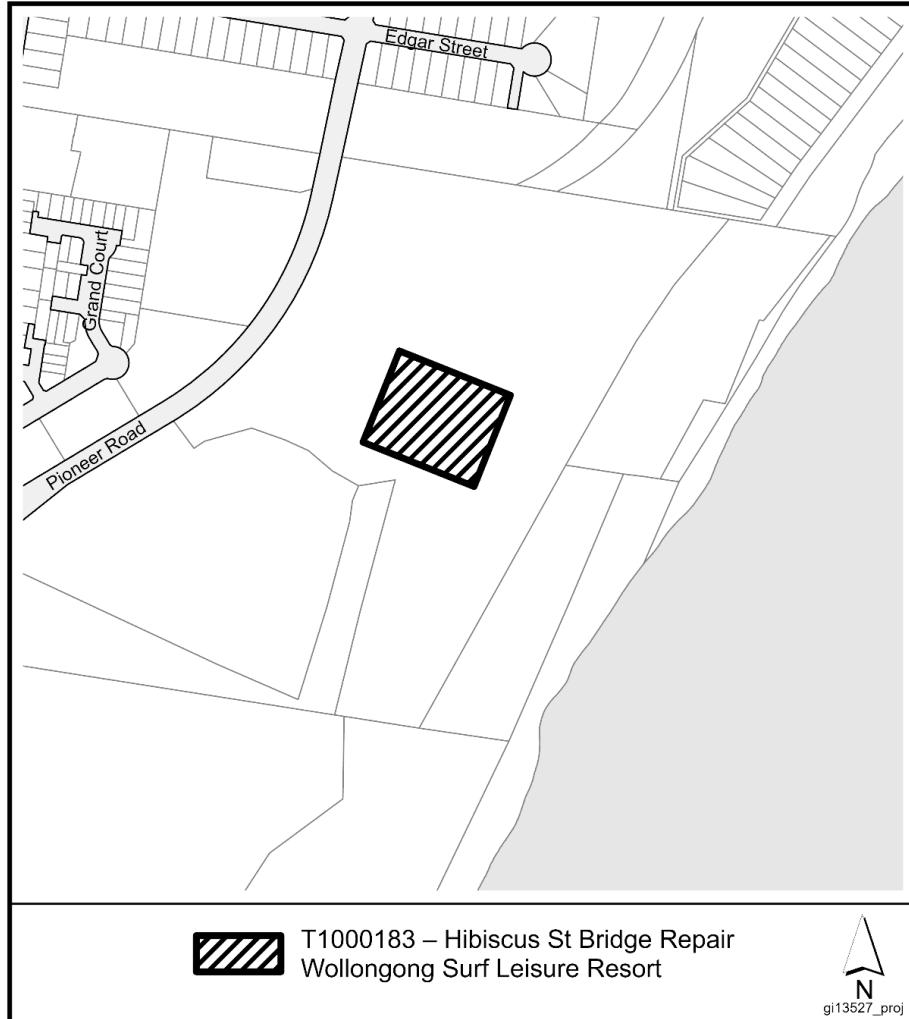 Edgar Street
Grand Court
Pioneer Road
T1000183 – Hibiscus St Bridge Repair
Wollongong Surf Leisure Resort
N
gi13527_proj